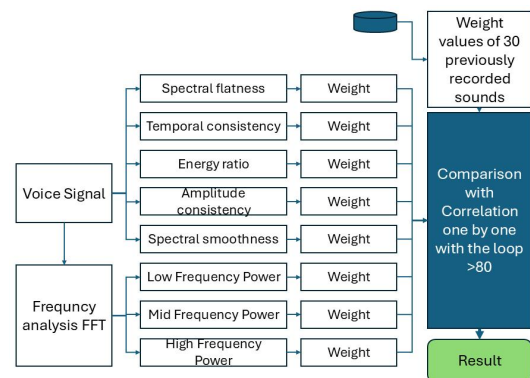 Weight
values of 30
previously
recorded
sounds
Spectral flatness
Weight
Temporal consistency
Weight
Energy ratio
Weight
Amplitude
consistency
Weight
Spectral smoothness
Weight
Low Frequency Power
Weight
Mid Frequency Power
Weight
High Frequency
Power
Weight
Voice Signal
Frequncy
analysis FFT
Comparison
with
Correlation
one by one
with the loop
>80
Result